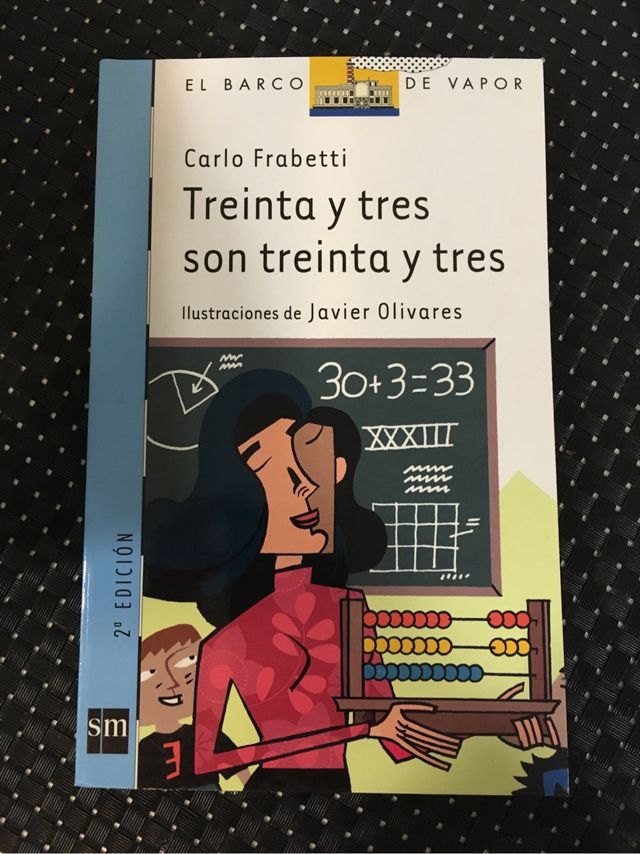 EL BARCO DE VAPOR
Carlo Frabetti
Treinta y tres
son treinta y tres
Ilustraciones de Javier Olivares
30+3=33
XXXIII
2ª EDICIÓN
sm
3